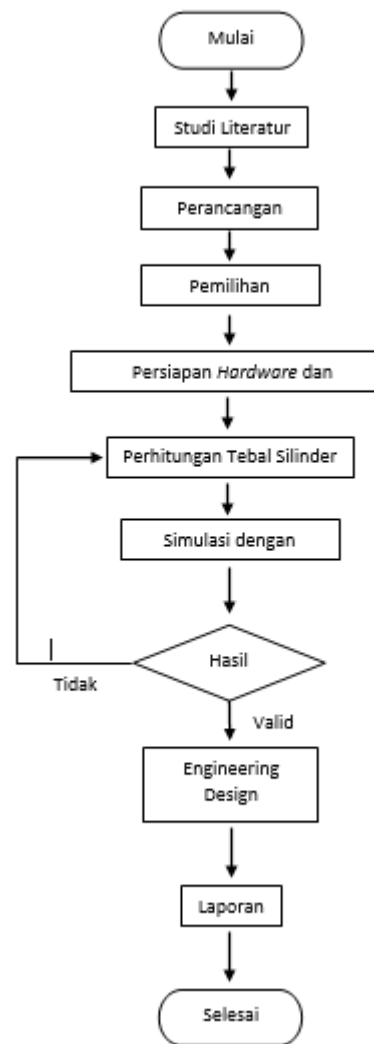 Mulai
Studi Literatur
Perancangan
Pemilihan
Persiapan Hardware dan
Perhitungan Tebal Silinder
Simulasi dengan
Hasil
Tidak
Valid
Engineering
Design
Laporan
Selesai